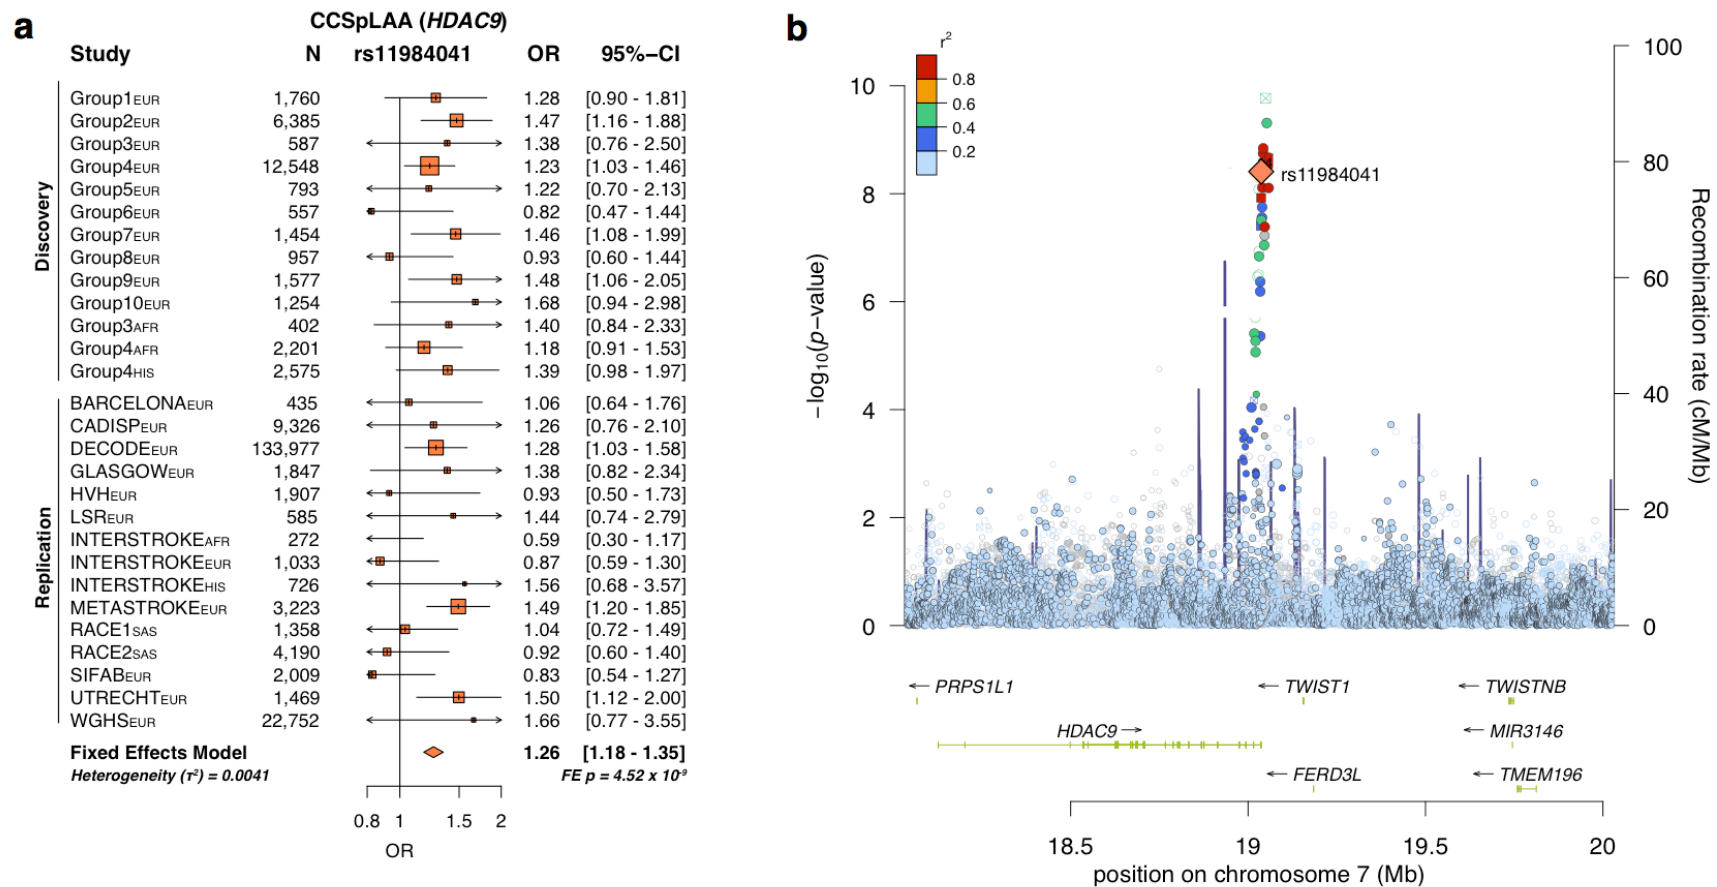 a
CCSpLAA (HDAC9)
Study N rs11984041 OR 95%−CI
Discovery
Group1EUR 1,760 1.28 [0.90 - 1.81]
Group2EUR 6,385 1.47 [1.16 - 1.88]
Group3EUR 587 1.38 [0.76 - 2.50]
Group4EUR 12,548 1.23 [1.03 - 1.46]
Group5EUR 793 1.22 [0.70 - 2.13]
Group6EUR 557 0.82 [0.47 - 1.44]
Group7EUR 1,454 1.46 [1.08 - 1.99]
Group8EUR 957 0.93 [0.60 - 1.44]
Group9EUR 1,577 1.48 [1.06 - 2.05]
Group10EUR 1,254 1.68 [0.94 - 2.98]
Group3AFR 402 1.40 [0.84 - 2.33]
Group4AFR 2,201 1.18 [0.91 - 1.53]
Group4HIS 2,575 1.39 [0.98 - 1.97]
Replication
BARCELONAEUR 435 1.06 [0.64 - 1.76]
CADISPEUR 9,326 1.26 [0.76 - 2.10]
DECODEEUR 133,977 1.28 [1.03 - 1.58]
GLASGOWEUR 1,847 1.38 [0.82 - 2.34]
HVHEUR 1,907 0.93 [0.50 - 1.73]
LSREUR 585 1.44 [0.74 - 2.79]
INTERSTROKEAFR 272 0.59 [0.30 - 1.17]
INTERSTROKEEUR 1,033 0.87 [0.59 - 1.30]
INTERSTROKEHIS 726 1.56 [0.68 - 3.57]
METASTROKEEUR 3,223 1.49 [1.20 - 1.85]
RACE1SAS 1,358 1.04 [0.72 - 1.49]
RACE2SAS 4,190 0.92 [0.60 - 1.40]
SIFABEUR 2,009 0.83 [0.54 - 1.27]
UTRECHTEUR 1,469 1.50 [1.12 - 2.00]
WGHSEUR 22,752 1.66 [0.77 - 3.55]
Fixed Effects Model 1.26 [1.18 - 1.35]
Heterogeneity (τ²) = 0.0041 FE p = 4.52 x 10⁻⁹
0.8 1 1.5 2
OR
b
r²
0.8
0.6
0.4
0.2
−log₁₀(p−value)
10
8
6
4
2
0
rs11984041
100
80
60
40
20
0
Recombination rate (cM/Mb)
← PRPS1L1 ← TWIST1 ← TWISTNB
HDAC9 → ← MIR3146
← FERD3L ← TMEM196
18.5 19 19.5 20
position on chromosome 7 (Mb)